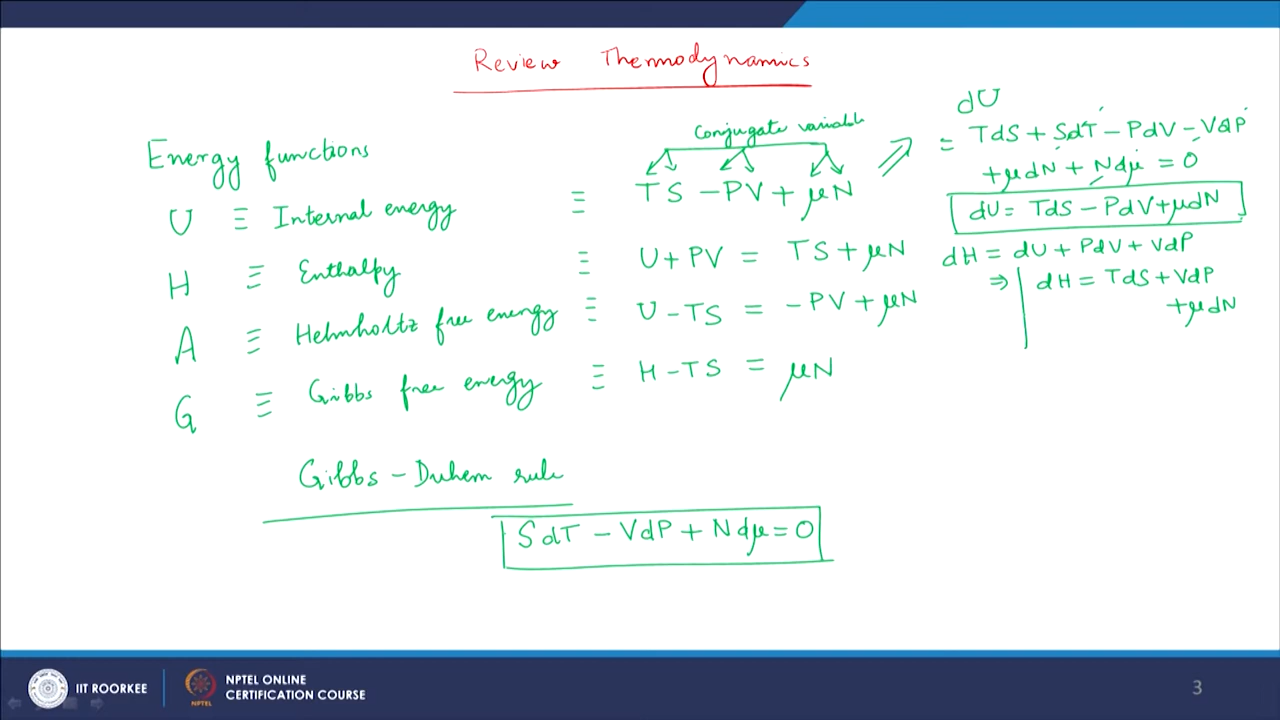 Review Thermodynamics
Energy functions
Conjugate variable
U ≡ Internal energy ≡ TS – PV + μN
H ≡ Enthalpy ≡ U + PV = TS + μN
A ≡ Helmholtz free energy ≡ U – TS = – PV + μN
G ≡ Gibbs free energy ≡ H – TS = μN
dU
= TdS + SdT – PdV – VdP
+ μdN + Ndμ = 0
dU = TdS – PdV + μdN
dH = dU + PdV + VdP
⇒ dH = TdS + VdP
+ μdN
Gibbs – Duhem rule
SdT – VdP + Ndμ = 0
IIT ROORKEE
NPTEL ONLINE
CERTIFICATION COURSE
NPTEL
3